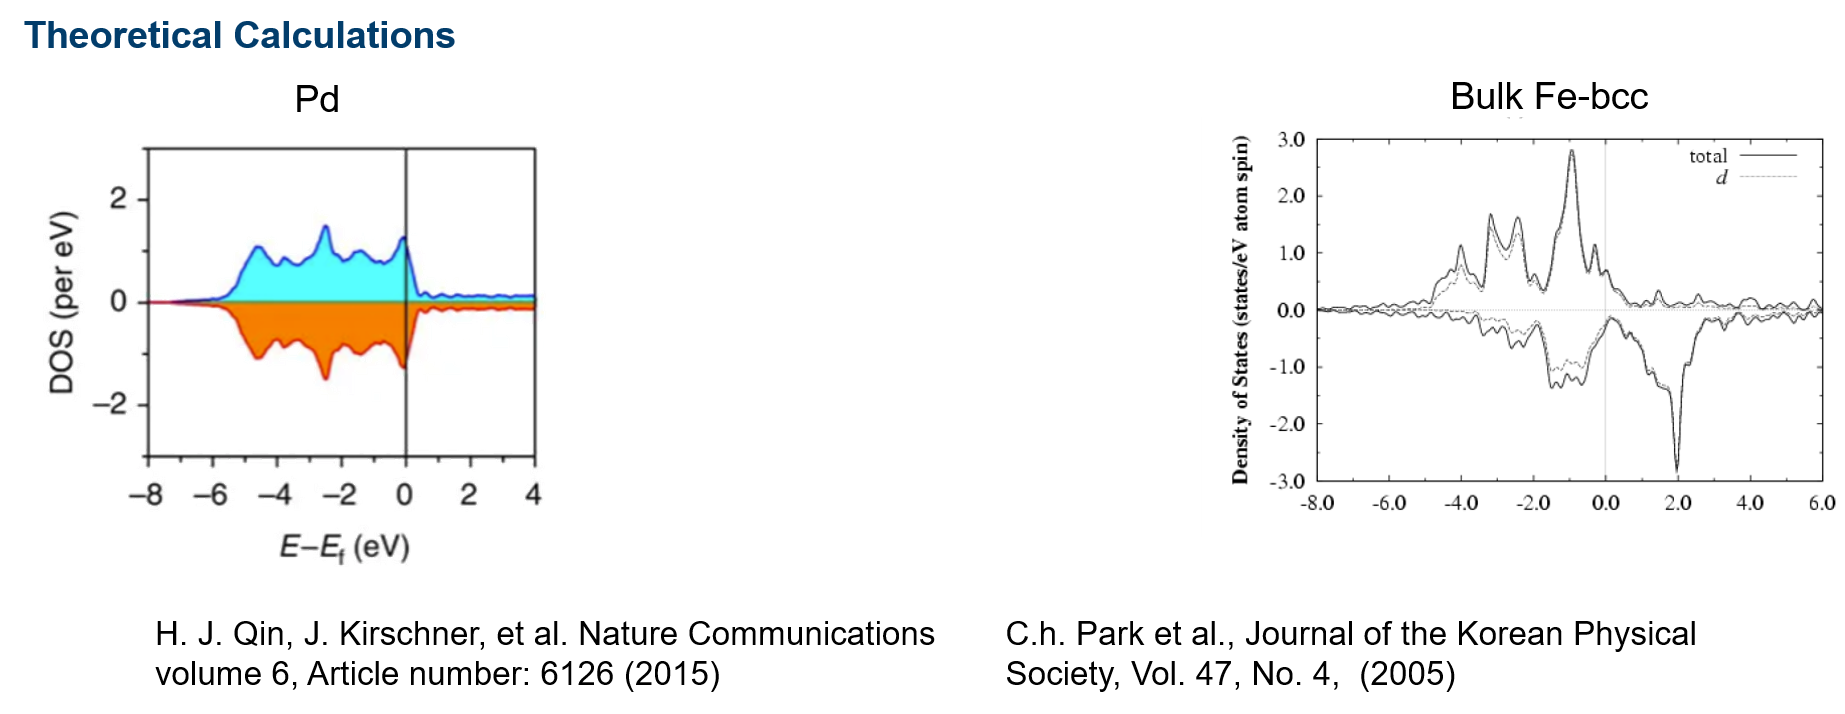 Theoretical Calculations
Pd
DOS (per eV)
2
0
−2
−8 −6 −4 −2 0 2 4
E−Ef (eV)
Bulk Fe-bcc
Density of States (states/eV atom spin)
3.0
2.0
1.0
0.0
-1.0
-2.0
-3.0
total
d
-8.0 -6.0 -4.0 -2.0 0.0 2.0 4.0 6.0
H. J. Qin, J. Kirschner, et al. Nature Communications
volume 6, Article number: 6126 (2015)
C.h. Park et al., Journal of the Korean Physical
Society, Vol. 47, No. 4, (2005)